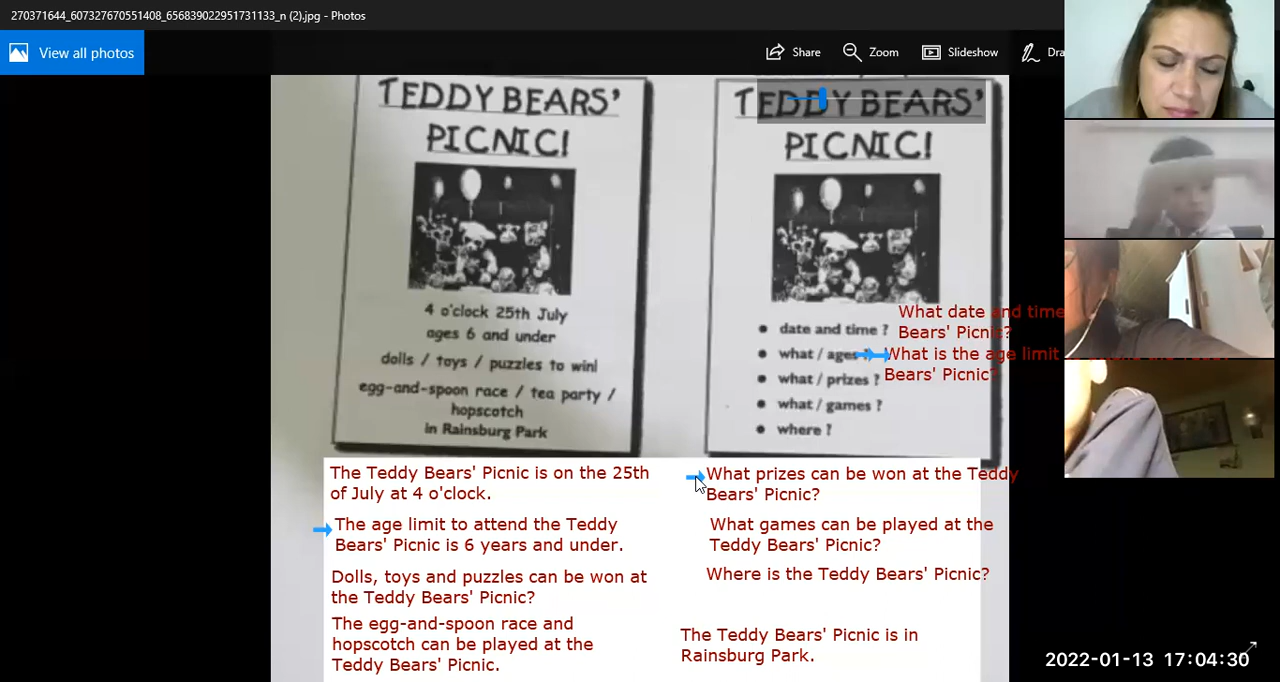 270371644_607327670551408_656839022951731133_n (2).jpg - Photos
View all photos
Share
Zoom
Slideshow
Dra
TEDDY BEARS'
PICNIC!
4 o'clock 25th July
ages 6 and under
dolls / toys / puzzles to win!
egg-and-spoon race / tea party /
hopscotch
in Rainsburg Park
TEDDY BEARS'
PICNIC!
date and time ?
what / ages
what / prizes ?
what / games ?
where ?
What date and time
Bears' Picnic?
What is the age limit
Bears' Picnic?
The Teddy Bears' Picnic is on the 25th
of July at 4 o'clock.
The age limit to attend the Teddy
Bears' Picnic is 6 years and under.
Dolls, toys and puzzles can be won at
the Teddy Bears' Picnic?
The egg-and-spoon race and
hopscotch can be played at the
Teddy Bears' Picnic.
What prizes can be won at the Teddy
Bears' Picnic?
What games can be played at the
Teddy Bears' Picnic?
Where is the Teddy Bears' Picnic?
The Teddy Bears' Picnic is in
Rainsburg Park.
2022-01-13 17:04:30